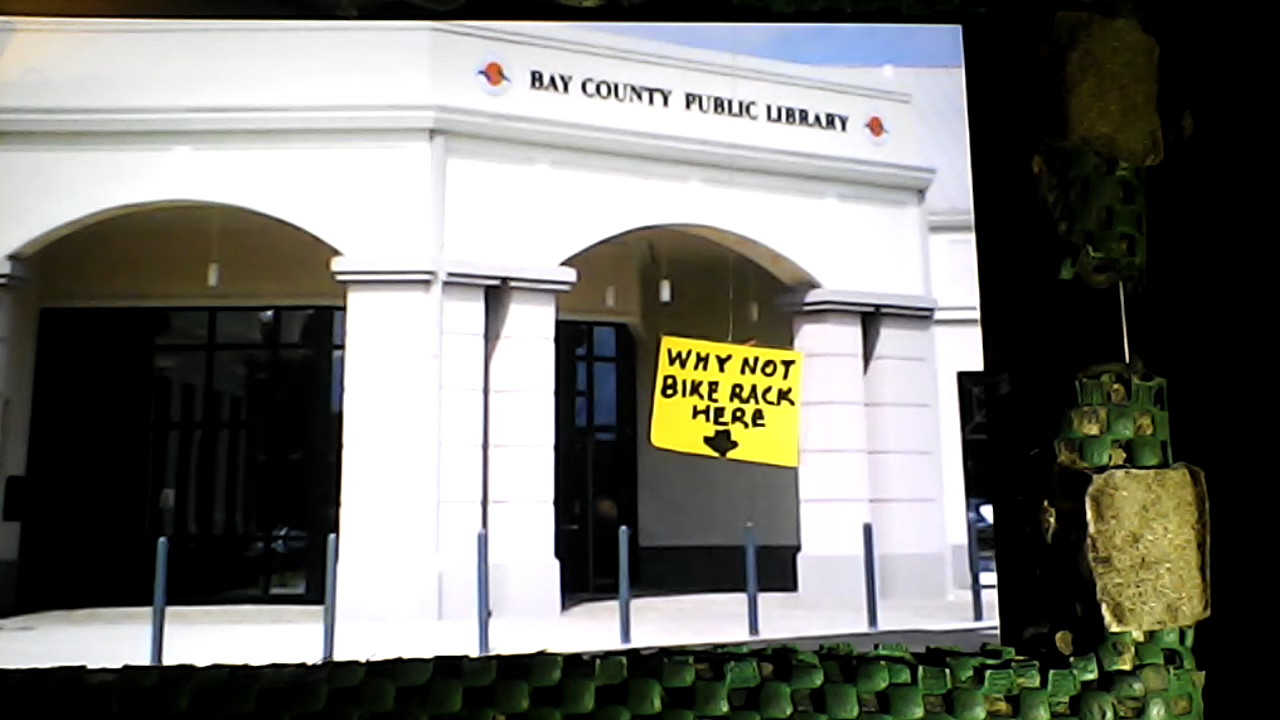 BAY COUNTY PUBLIC LIBRARY
WHY NOT
BIKE RACK
HERE